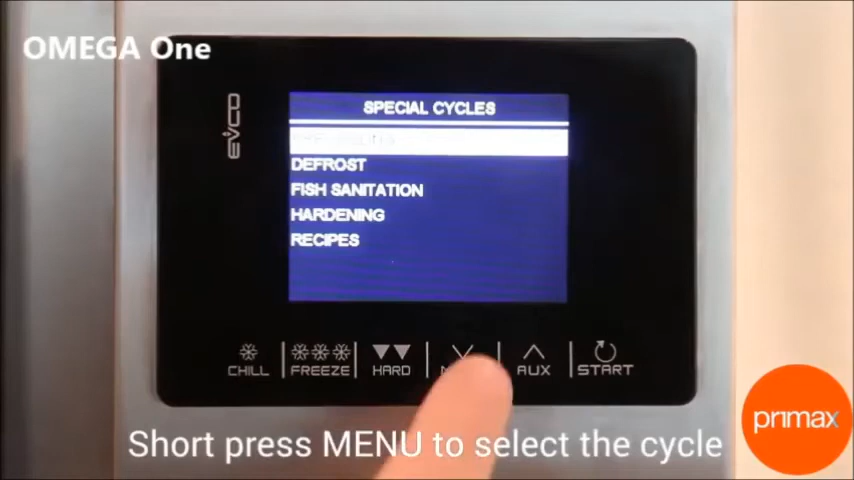 OMEGA One
EVCO
SPECIAL CYCLES
DEFROST
FISH SANITATION
HARDENING
RECIPES
CHILL
FREEZE
HARD
AUX
START
primax
Short press MENU to select the cycle